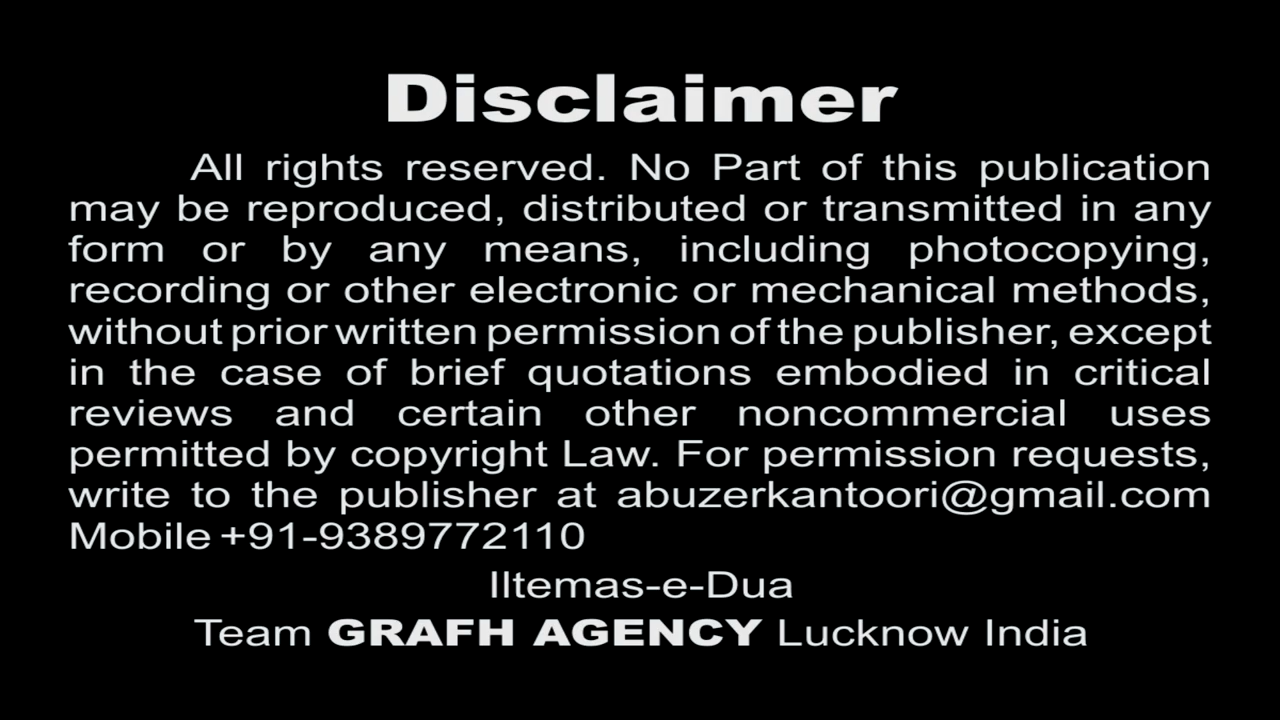 Disclaimer
All rights reserved. No Part of this publication
may be reproduced, distributed or transmitted in any
form or by any means, including photocopying,
recording or other electronic or mechanical methods,
without prior written permission of the publisher, except
in the case of brief quotations embodied in critical
reviews and certain other noncommercial uses
permitted by copyright Law. For permission requests,
write to the publisher at abuzerkantoori@gmail.com
Mobile +91-9389772110
Iltemas-e-Dua
Team GRAFH AGENCY Lucknow India